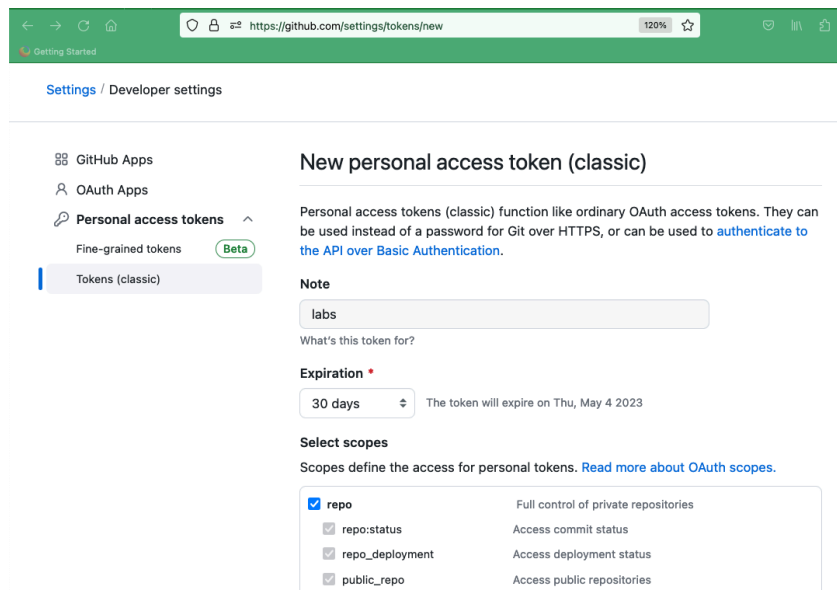 https://github.com/settings/tokens/new
120%
Getting Started
Settings / Developer settings
GitHub Apps
OAuth Apps
Personal access tokens
Fine-grained tokens Beta
Tokens (classic)
New personal access token (classic)
Personal access tokens (classic) function like ordinary OAuth access tokens. They can
be used instead of a password for Git over HTTPS, or can be used to authenticate to
the API over Basic Authentication.
Note
labs
What's this token for?
Expiration *
30 days The token will expire on Thu, May 4 2023
Select scopes
Scopes define the access for personal tokens. Read more about OAuth scopes.
repo Full control of private repositories
repo:status Access commit status
repo_deployment Access deployment status
public_repo Access public repositories